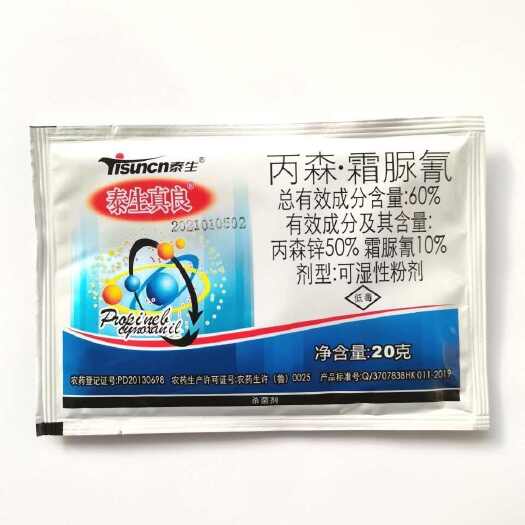 Tisuncn泰生®
泰生真良®
2021010502
Propineb
cymoxanil
丙森·霜脲氰
总有效成分含量:60%
有效成分及其含量:
丙森锌50% 霜脲氰10%
剂型:可湿性粉剂
低毒
净含量:20克
农药登记证号:PD20130698 农药生产许可证号:农药生许（鲁）0025 产品标准号:Q/370783BHK 011-2019
杀菌剂